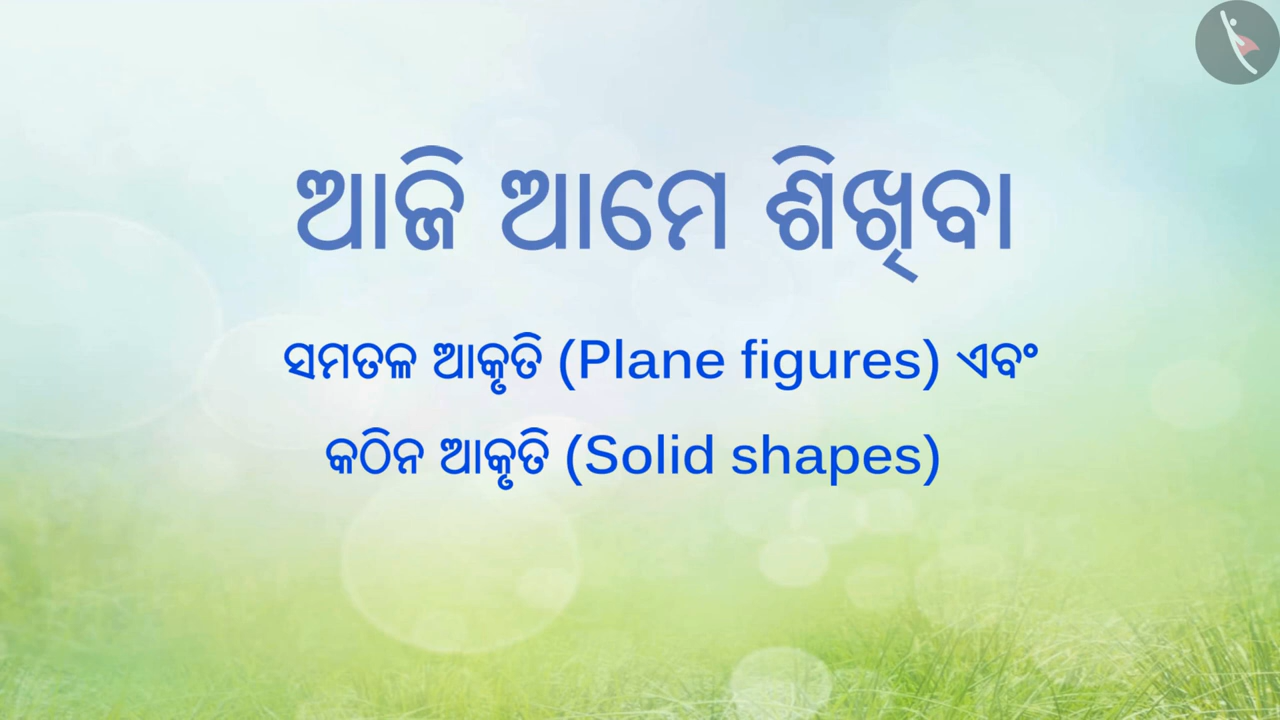 ଆଜି ଆମେ ଶିଖିବା
ସମତଳ ଆକୃତି (Plane figures) ଏବଂ
କଠିନ ଆକୃତି (Solid shapes)